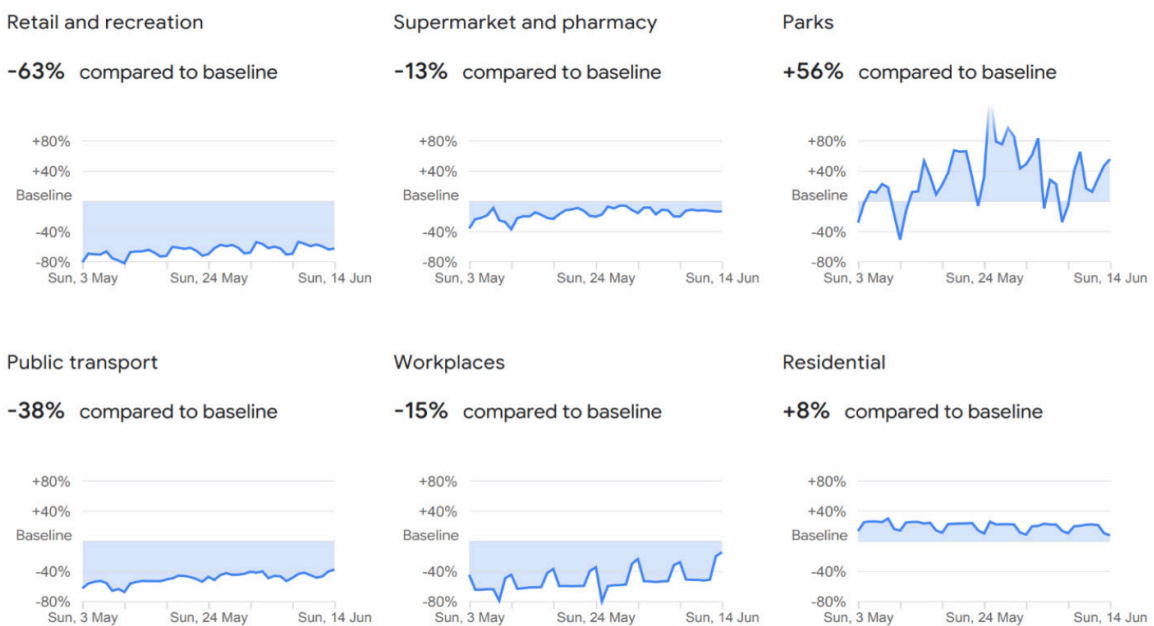 Retail and recreation
-63% compared to baseline
+80%
+40%
Baseline
-40%
-80%
Sun, 3 May Sun, 24 May Sun, 14 Jun
Supermarket and pharmacy
-13% compared to baseline
+80%
+40%
Baseline
-40%
-80%
Sun, 3 May Sun, 24 May Sun, 14 Jun
Parks
+56% compared to baseline
+80%
+40%
Baseline
-40%
-80%
Sun, 3 May Sun, 24 May Sun, 14 Jun
Public transport
-38% compared to baseline
+80%
+40%
Baseline
-40%
-80%
Sun, 3 May Sun, 24 May Sun, 14 Jun
Workplaces
-15% compared to baseline
+80%
+40%
Baseline
-40%
-80%
Sun, 3 May Sun, 24 May Sun, 14 Jun
Residential
+8% compared to baseline
+80%
+40%
Baseline
-40%
-80%
Sun, 3 May Sun, 24 May Sun, 14 Jun